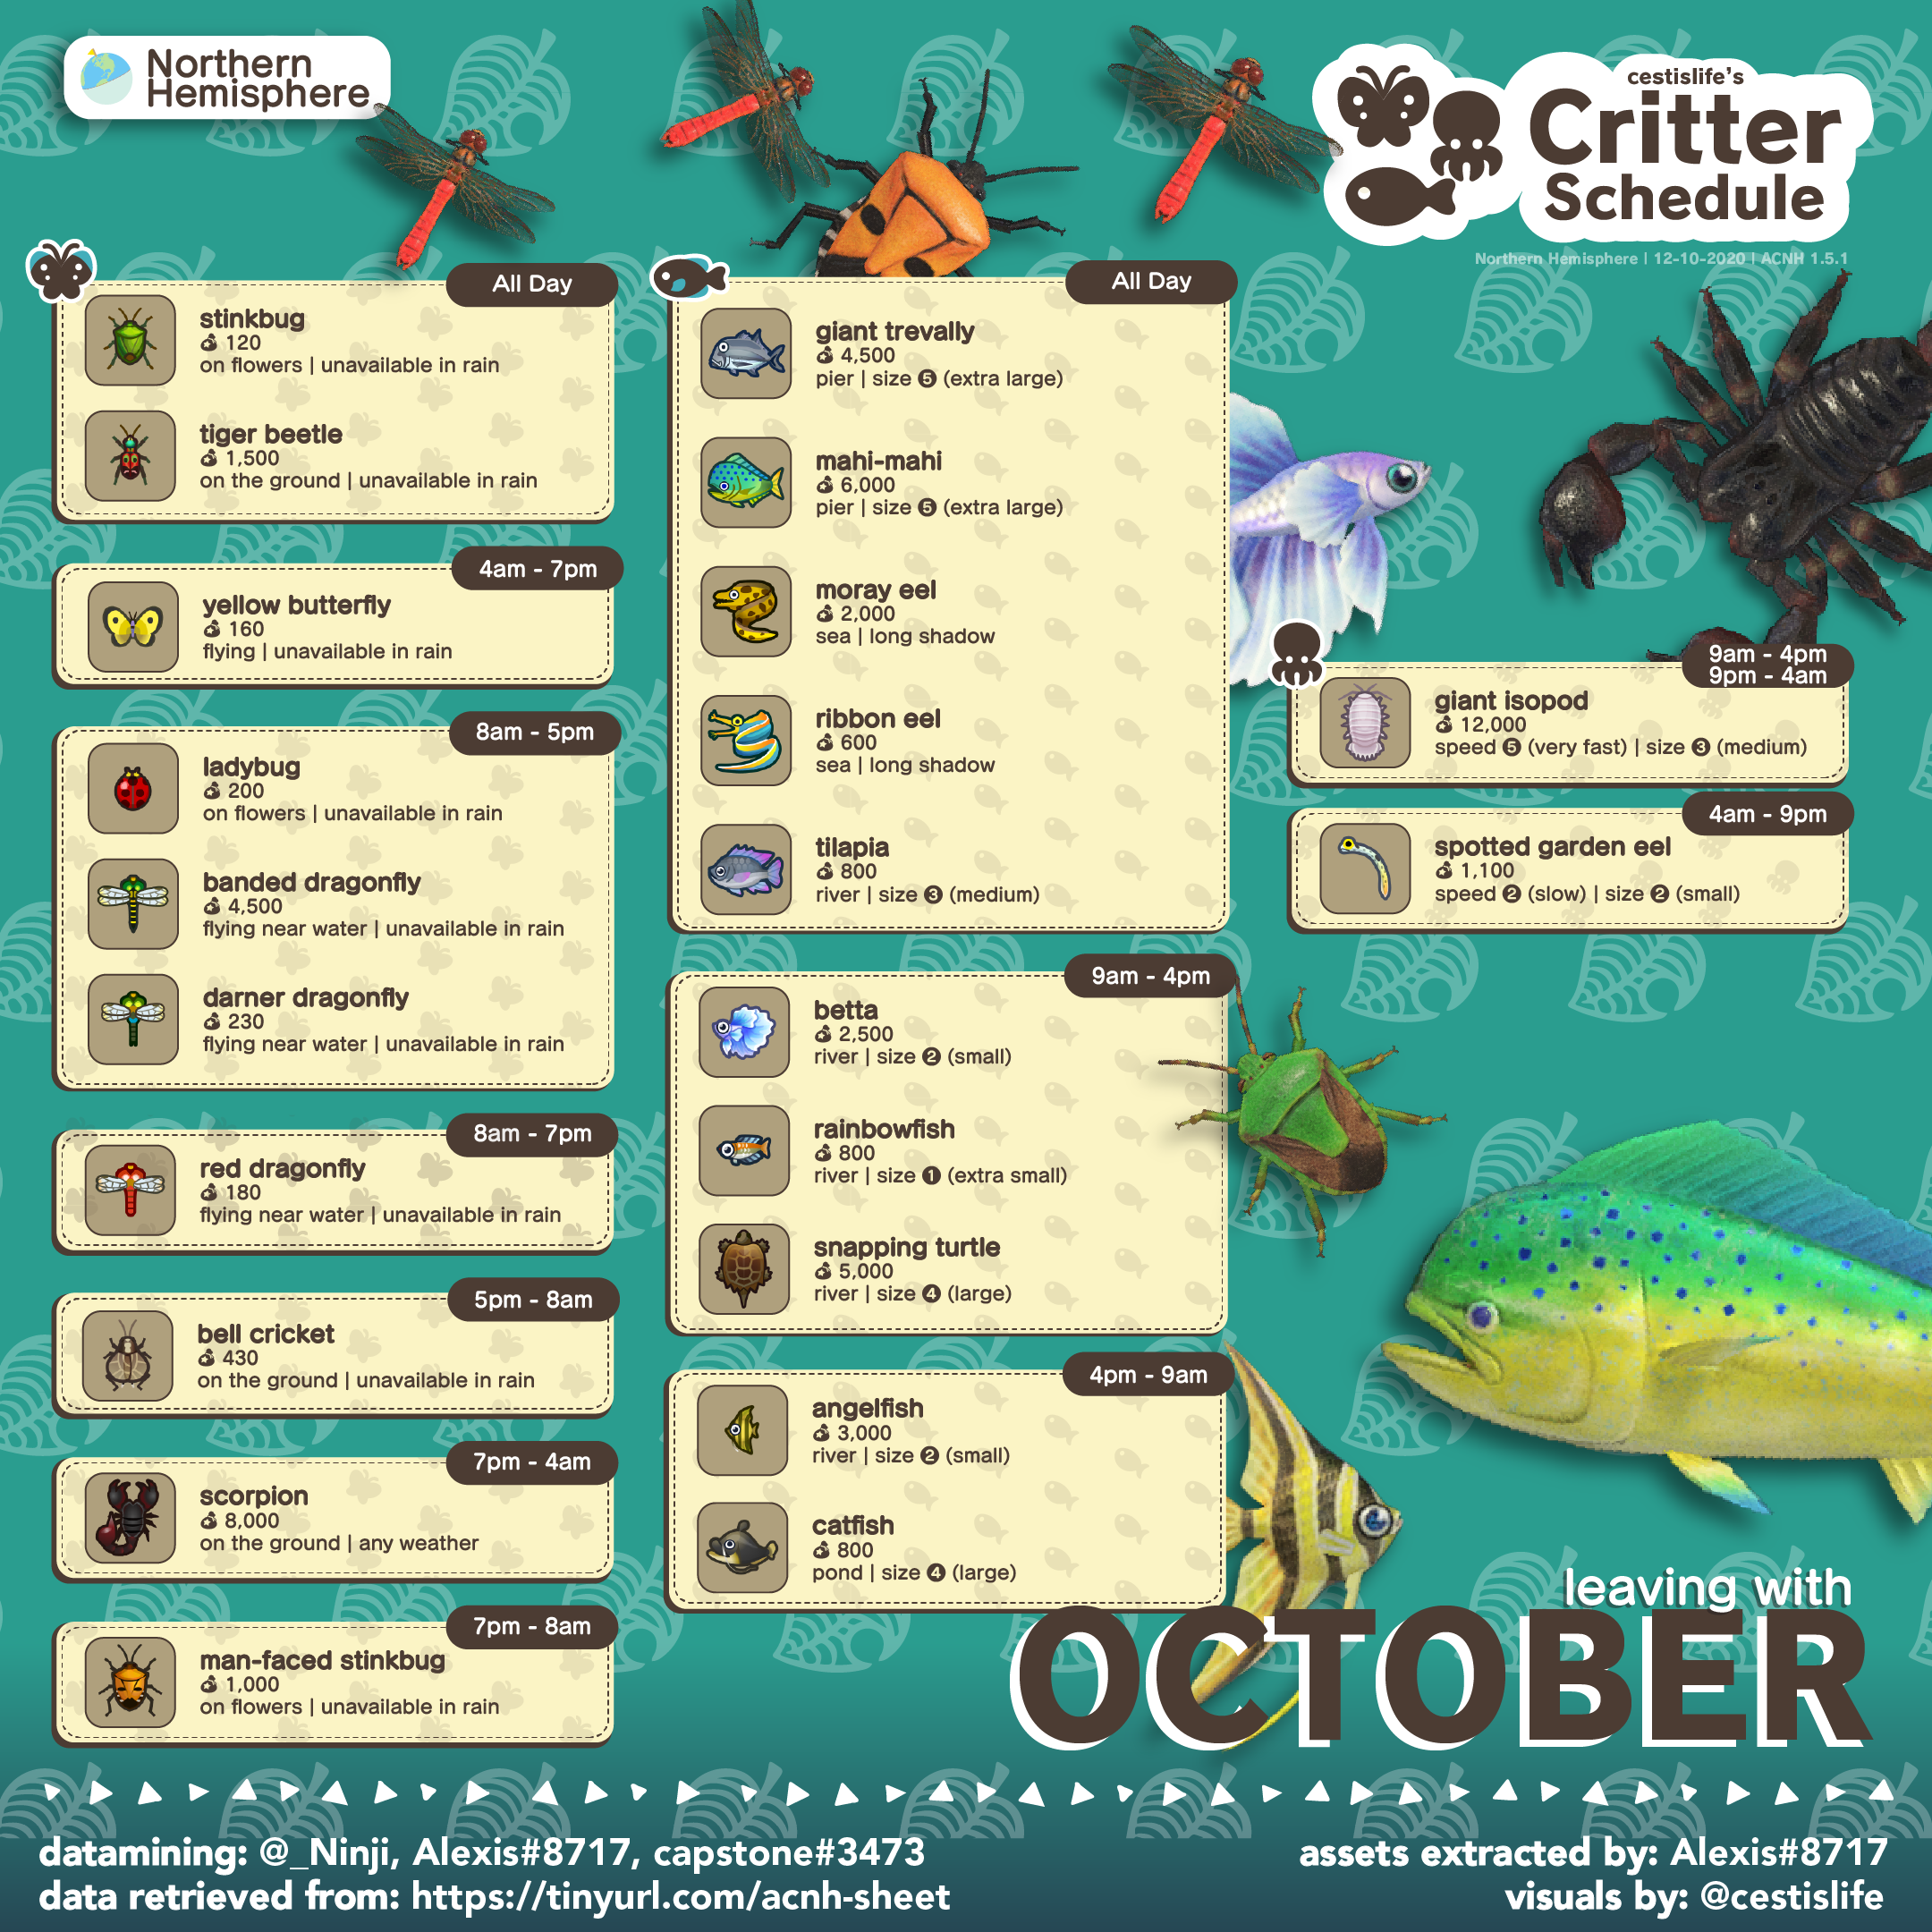 Northern
Hemisphere
cestislife's
Critter
Schedule
Northern Hemisphere | 12-10-2020 | ACNH 1.5.1
All Day
stinkbug
120
on flowers | unavailable in rain
tiger beetle
1,500
on the ground | unavailable in rain
4am - 7pm
yellow butterfly
160
flying | unavailable in rain
8am - 5pm
ladybug
200
on flowers | unavailable in rain
banded dragonfly
4,500
flying near water | unavailable in rain
darner dragonfly
230
flying near water | unavailable in rain
8am - 7pm
red dragonfly
180
flying near water | unavailable in rain
5pm - 8am
bell cricket
430
on the ground | unavailable in rain
7pm - 4am
scorpion
8,000
on the ground | any weather
7pm - 8am
man-faced stinkbug
1,000
on flowers | unavailable in rain
All Day
giant trevally
4,500
pier | size 5 (extra large)
mahi-mahi
6,000
pier | size 5 (extra large)
moray eel
2,000
sea | long shadow
ribbon eel
600
sea | long shadow
tilapia
800
river | size 3 (medium)
9am - 4pm
betta
2,500
river | size 2 (small)
rainbowfish
800
river | size 1 (extra small)
snapping turtle
5,000
river | size 4 (large)
4pm - 9am
angelfish
3,000
river | size 2 (small)
catfish
800
pond | size 4 (large)
9am - 4pm
9pm - 4am
giant isopod
12,000
speed 5 (very fast) | size 3 (medium)
4am - 9pm
spotted garden eel
1,100
speed 2 (slow) | size 2 (small)
leaving with
OCTOBER
datamining: @_Ninji, Alexis#8717, capstone#3473
data retrieved from: https://tinyurl.com/acnh-sheet
assets extracted by: Alexis#8717
visuals by: @cestislife